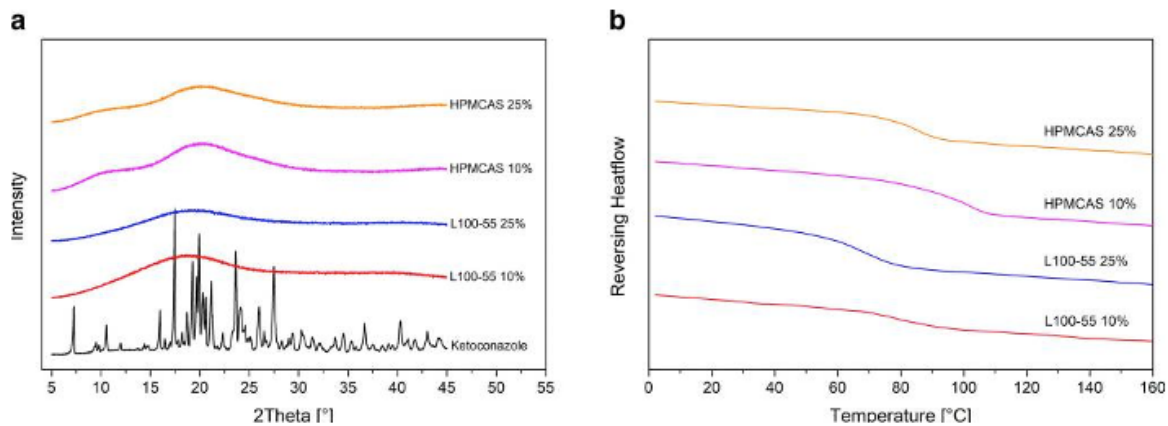 a
Intensity
HPMCAS 25%
HPMCAS 10%
L100-55 25%
L100-55 10%
Ketoconazole
5 10 15 20 25 30 35 40 45 50 55
2Theta [°]
b
Reversing Heatflow
HPMCAS 25%
HPMCAS 10%
L100-55 25%
L100-55 10%
0 20 40 60 80 100 120 140 160
Temperature [°C]